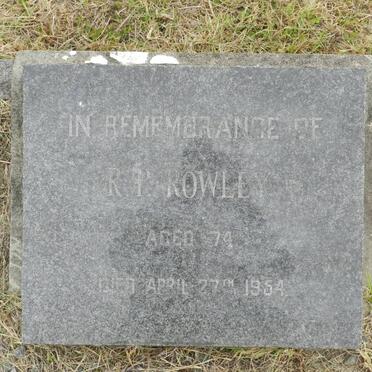 IN REMEMBRANCE OF
R. P. ROWLEY
AGED 74
DIED APRIL 27TH 1954